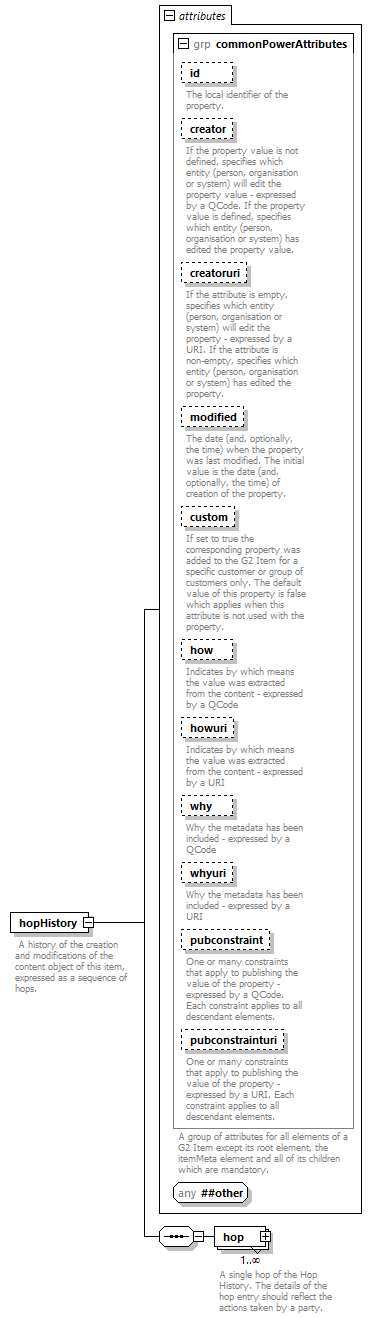 attributes
grp commonPowerAttributes
id
The local identifier of the
property.
creator
If the property value is not
defined, specifies which
entity (person, organisation
or system) will edit the
property value - expressed
by a QCode. If the property
value is defined, specifies
which entity (person,
organisation or system) has
edited the property value.
creatoruri
If the attribute is empty,
specifies which entity
(person, organisation or
system) will edit the
property - expressed by a
URI. If the attribute is
non-empty, specifies which
entity (person, organisation
or system) has edited the
property.
modified
The date (and, optionally,
the time) when the property
was last modified. The initial
value is the date (and,
optionally, the time) of
creation of the property.
custom
If set to true the
corresponding property was
added to the G2 Item for a
specific customer or group of
customers only. The default
value of this property is false
which applies when this
attribute is not used with the
property.
how
Indicates by which means
the value was extracted
from the content - expressed
by a QCode
howuri
Indicates by which means
the value was extracted
from the content - expressed
by a URI
why
Why the metadata has been
included - expressed by a
QCode
whyuri
Why the metadata has been
included - expressed by a
URI
pubconstraint
One or many constraints
that apply to publishing the
value of the property -
expressed by a QCode.
Each constraint applies to all
descendant elements.
pubconstrainturi
One or many constraints
that apply to publishing the
value of the property -
expressed by a URI. Each
constraint applies to all
descendant elements.
A group of attributes for all elements of a
G2 Item except its root element, the
itemMeta element and all of its children
which are mandatory.
any ##other
hopHistory
A history of the creation
and modifications of the
content object of this item,
expressed as a sequence of
hops.
hop
1..∞
A single hop of the Hop
History. The details of the
hop entry should reflect the
actions taken by a party.